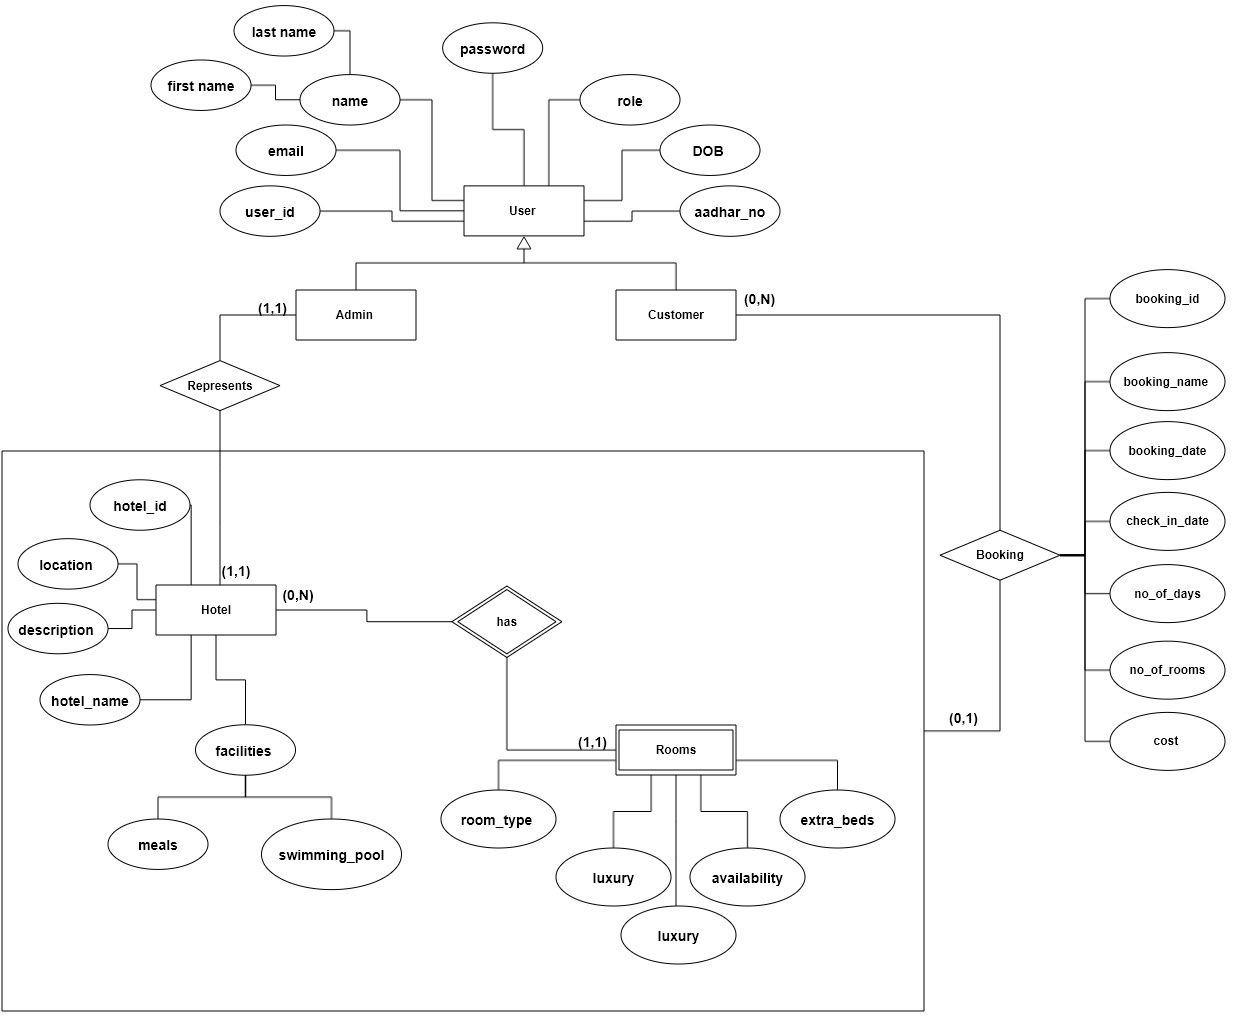 last name
password
first name
name
role
email
DOB
user_id
User
aadhar_no
(1,1)
Admin
Customer
(0,N)
booking_id
Represents
booking_name
booking_date
hotel_id
check_in_date
location
(1,1)
Booking
Hotel
(0,N)
has
no_of_days
description
hotel_name
no_of_rooms
(0,1)
cost
facilities
(1,1)
Rooms
room_type
extra_beds
meals
swimming_pool
luxury
availability
luxury